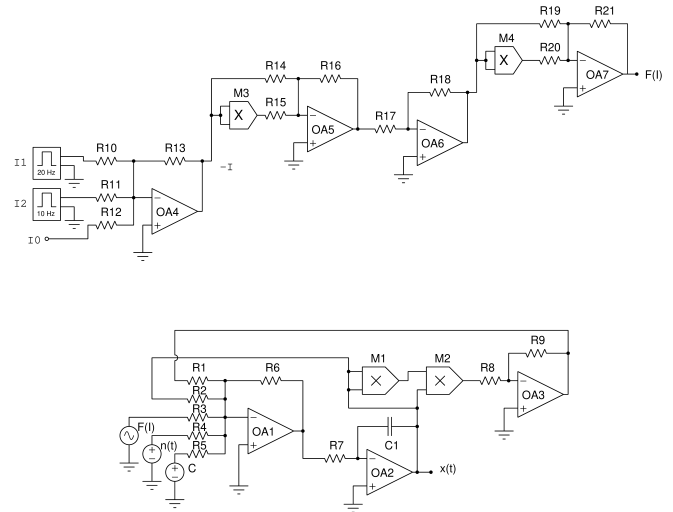 R19 R21
M4
X
R20
−
+
OA7
F(I)
R14 R16
M3
X
R15
−
+
OA5
R17
R18
−
+
OA6
I1
20 Hz
R10
R13
−I
I2
10 Hz
R11
R12
−
+
OA4
I0
R1
R2
R3
R4
R5
R6
F(I)
n(t)
C
−
+
OA1
R7
M1
×
M2
×
R8
R9
−
+
OA3
C1
−
+
OA2
x(t)